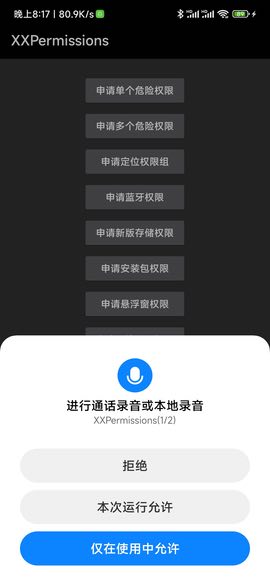 晚上8:17 | 80.9K/s
XXPermissions
申请单个危险权限
申请多个危险权限
申请定位权限组
申请蓝牙权限
申请新版存储权限
申请安装包权限
申请悬浮窗权限
进行通话录音或本地录音
XXPermissions(1/2)
拒绝
本次运行允许
仅在使用中允许